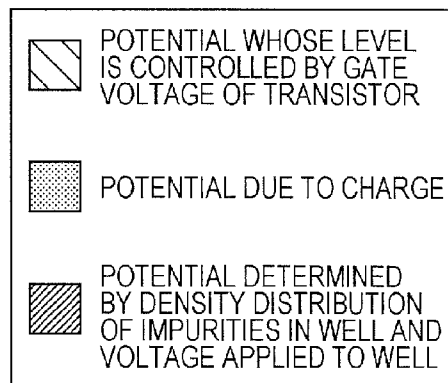 POTENTIAL WHOSE LEVEL
IS CONTROLLED BY GATE
VOLTAGE OF TRANSISTOR
POTENTIAL DUE TO CHARGE
POTENTIAL DETERMINED
BY DENSITY DISTRIBUTION
OF IMPURITIES IN WELL AND
VOLTAGE APPLIED TO WELL